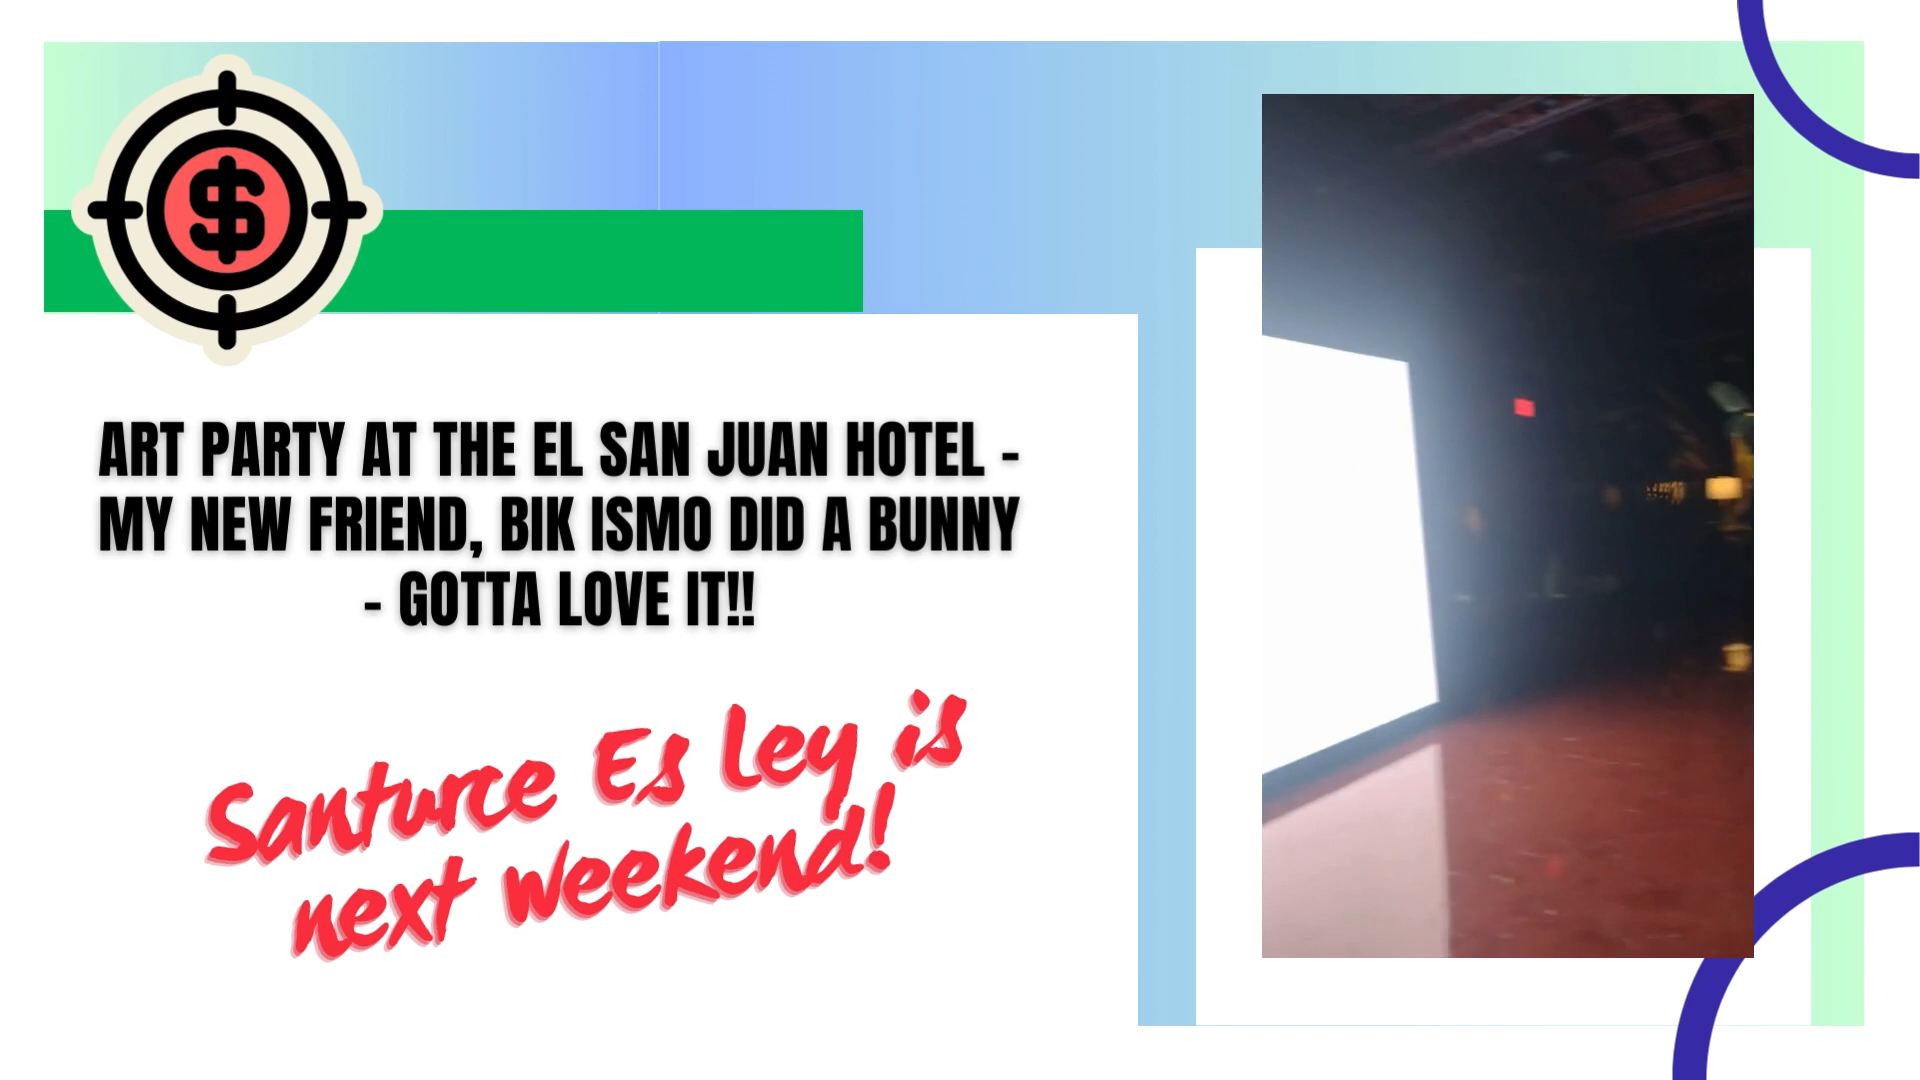 $
ART PARTY AT THE EL SAN JUAN HOTEL -
MY NEW FRIEND, BIK ISMO DID A BUNNY
- GOTTA LOVE IT!!
Santurce Es Ley is
next weekend!